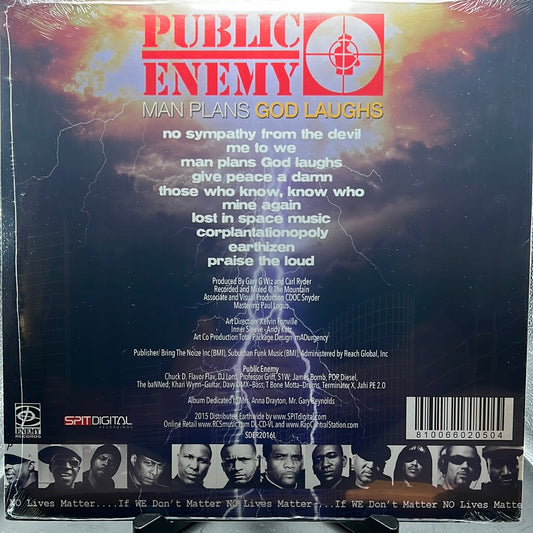 PUBLIC
ENEMY
MAN PLANS GOD LAUGHS
no sympathy from the devil
me to we
man plans God laughs
give peace a damn
those who know, know who
mine again
lost in space music
corplantationopoly
earthizen
praise the loud
Produced by Gary G Wiz and Carl Ryder
Recorded and Mixed @ The Mountain
Associate and Visual Production CDOC Snyder
Mastering Paul Logus
Art Direction Kelvin Fonville
Inner Sleeve - Andy Katz
Art Co Production Total Package Design mADurgency
Publisher/ Bring The Noize Inc (BMI), Suburban Funk Music (BMI), Administered by Reach Global, Inc
Public Enemy
Chuck D, Flavor Flav, DJ Lord, Professor Griff, S1W: James Bomb, POP Diesel,
The baNNed; Khari Wynn-Guitar, Davy DMX-Bass, T Bone Motta-Drums, Terminator X, Jahi PE 2.0
Album Dedicated to Mrs. Anna Drayton, Mr. Gary Reynolds
2015 Distributed Earthwide by www.SPITdigital.com
Online Retail www.RCSmusic.com DL-CD-VL and www.RapCentralStation.com
SDER2016L
ENEMY
RECORDS
SPITDIGITAL
RECORDINGS
810066020504
NO Lives Matter....If WE Don't Matter NO Lives Matter...If WE Don't Matter NO Lives Matter